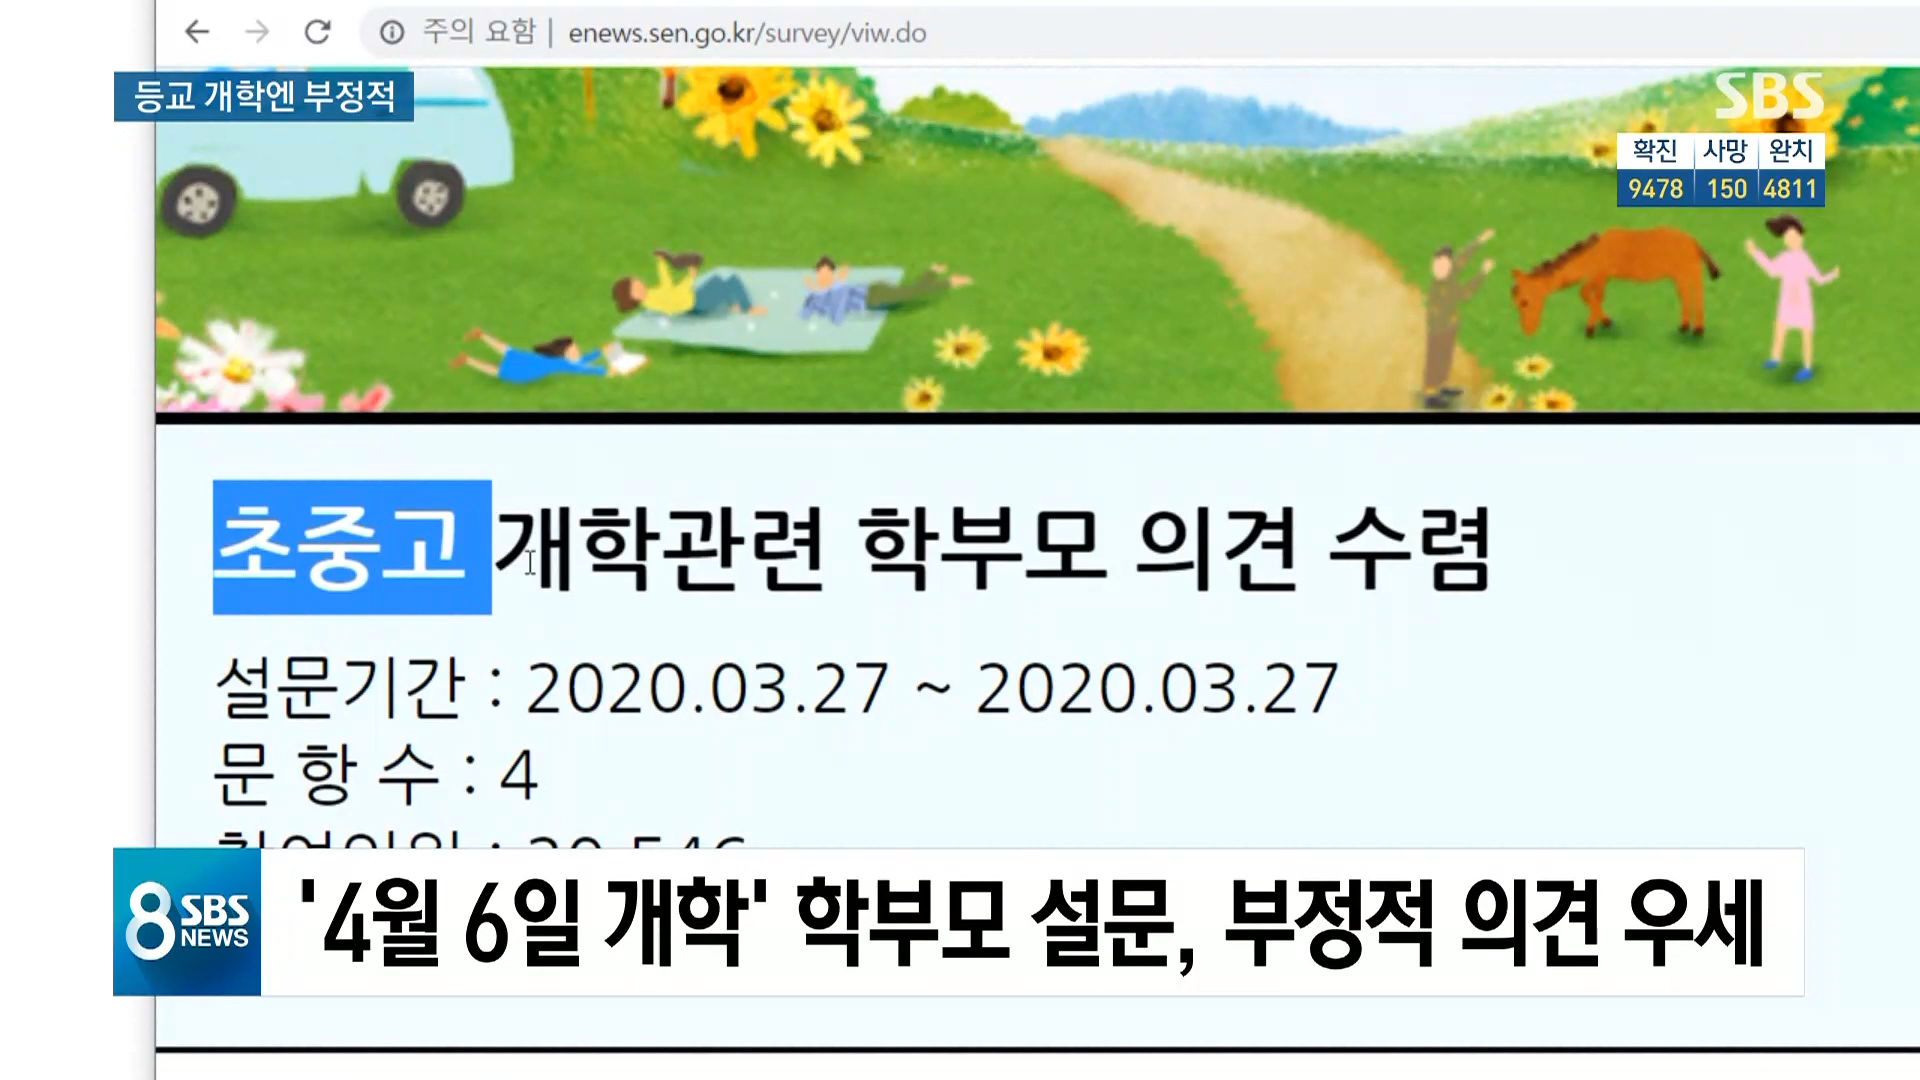 주의 요함 | enews.sen.go.kr/survey/viw.do
등교 개학엔 부정적
SBS
확진 사망 완치
9478 150 4811
초중고 개학관련 학부모 의견 수렴
설문기간 : 2020.03.27 ~ 2020.03.27
문 항 수 : 4
8 SBS NEWS
'4월 6일 개학' 학부모 설문, 부정적 의견 우세